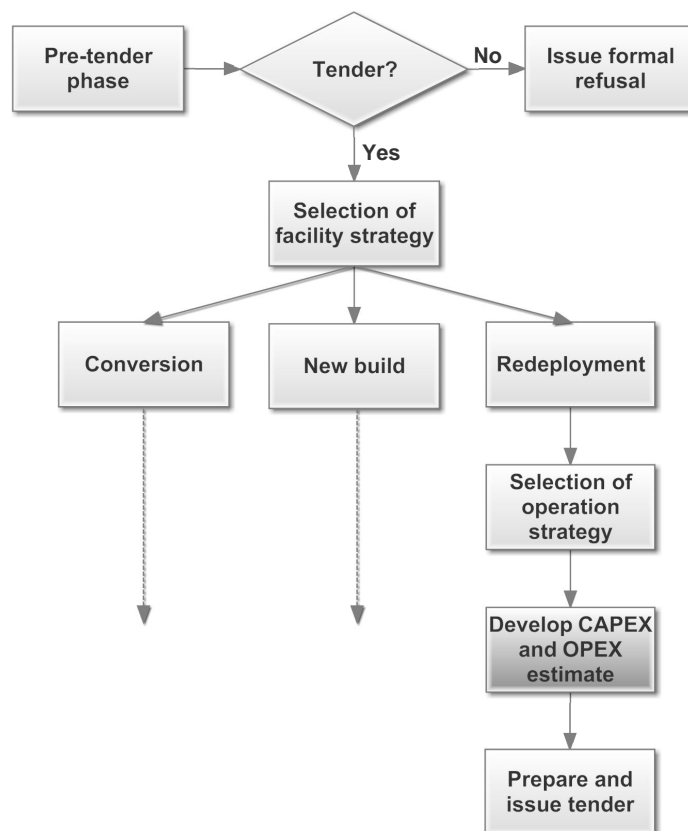 Pre-tender
phase
Tender?
No
Issue formal
refusal
Yes
Selection of
facility strategy
Conversion
New build
Redeployment
Selection of
operation
strategy
Develop CAPEX
and OPEX
estimate
Prepare and
issue tender